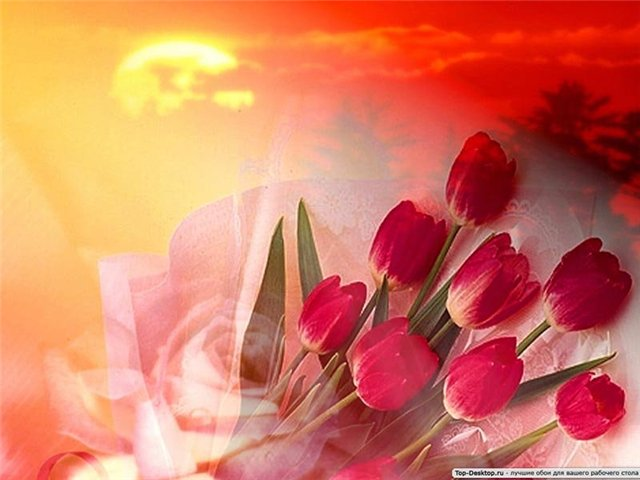 Top-Desktop.ru - лучшие обои для вашего рабочего стола